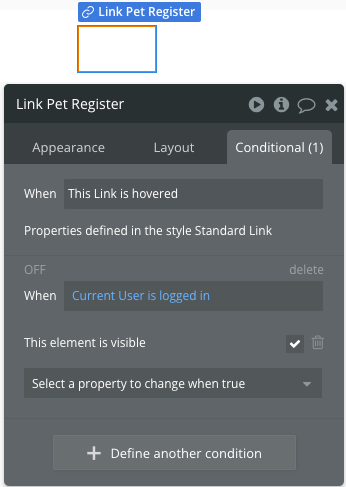 Link Pet Register
Link Pet Register
Appearance
Layout
Conditional (1)
When This Link is hovered
Properties defined in the style Standard Link
OFF delete
When Current User is logged in
This element is visible
Select a property to change when true
Define another condition